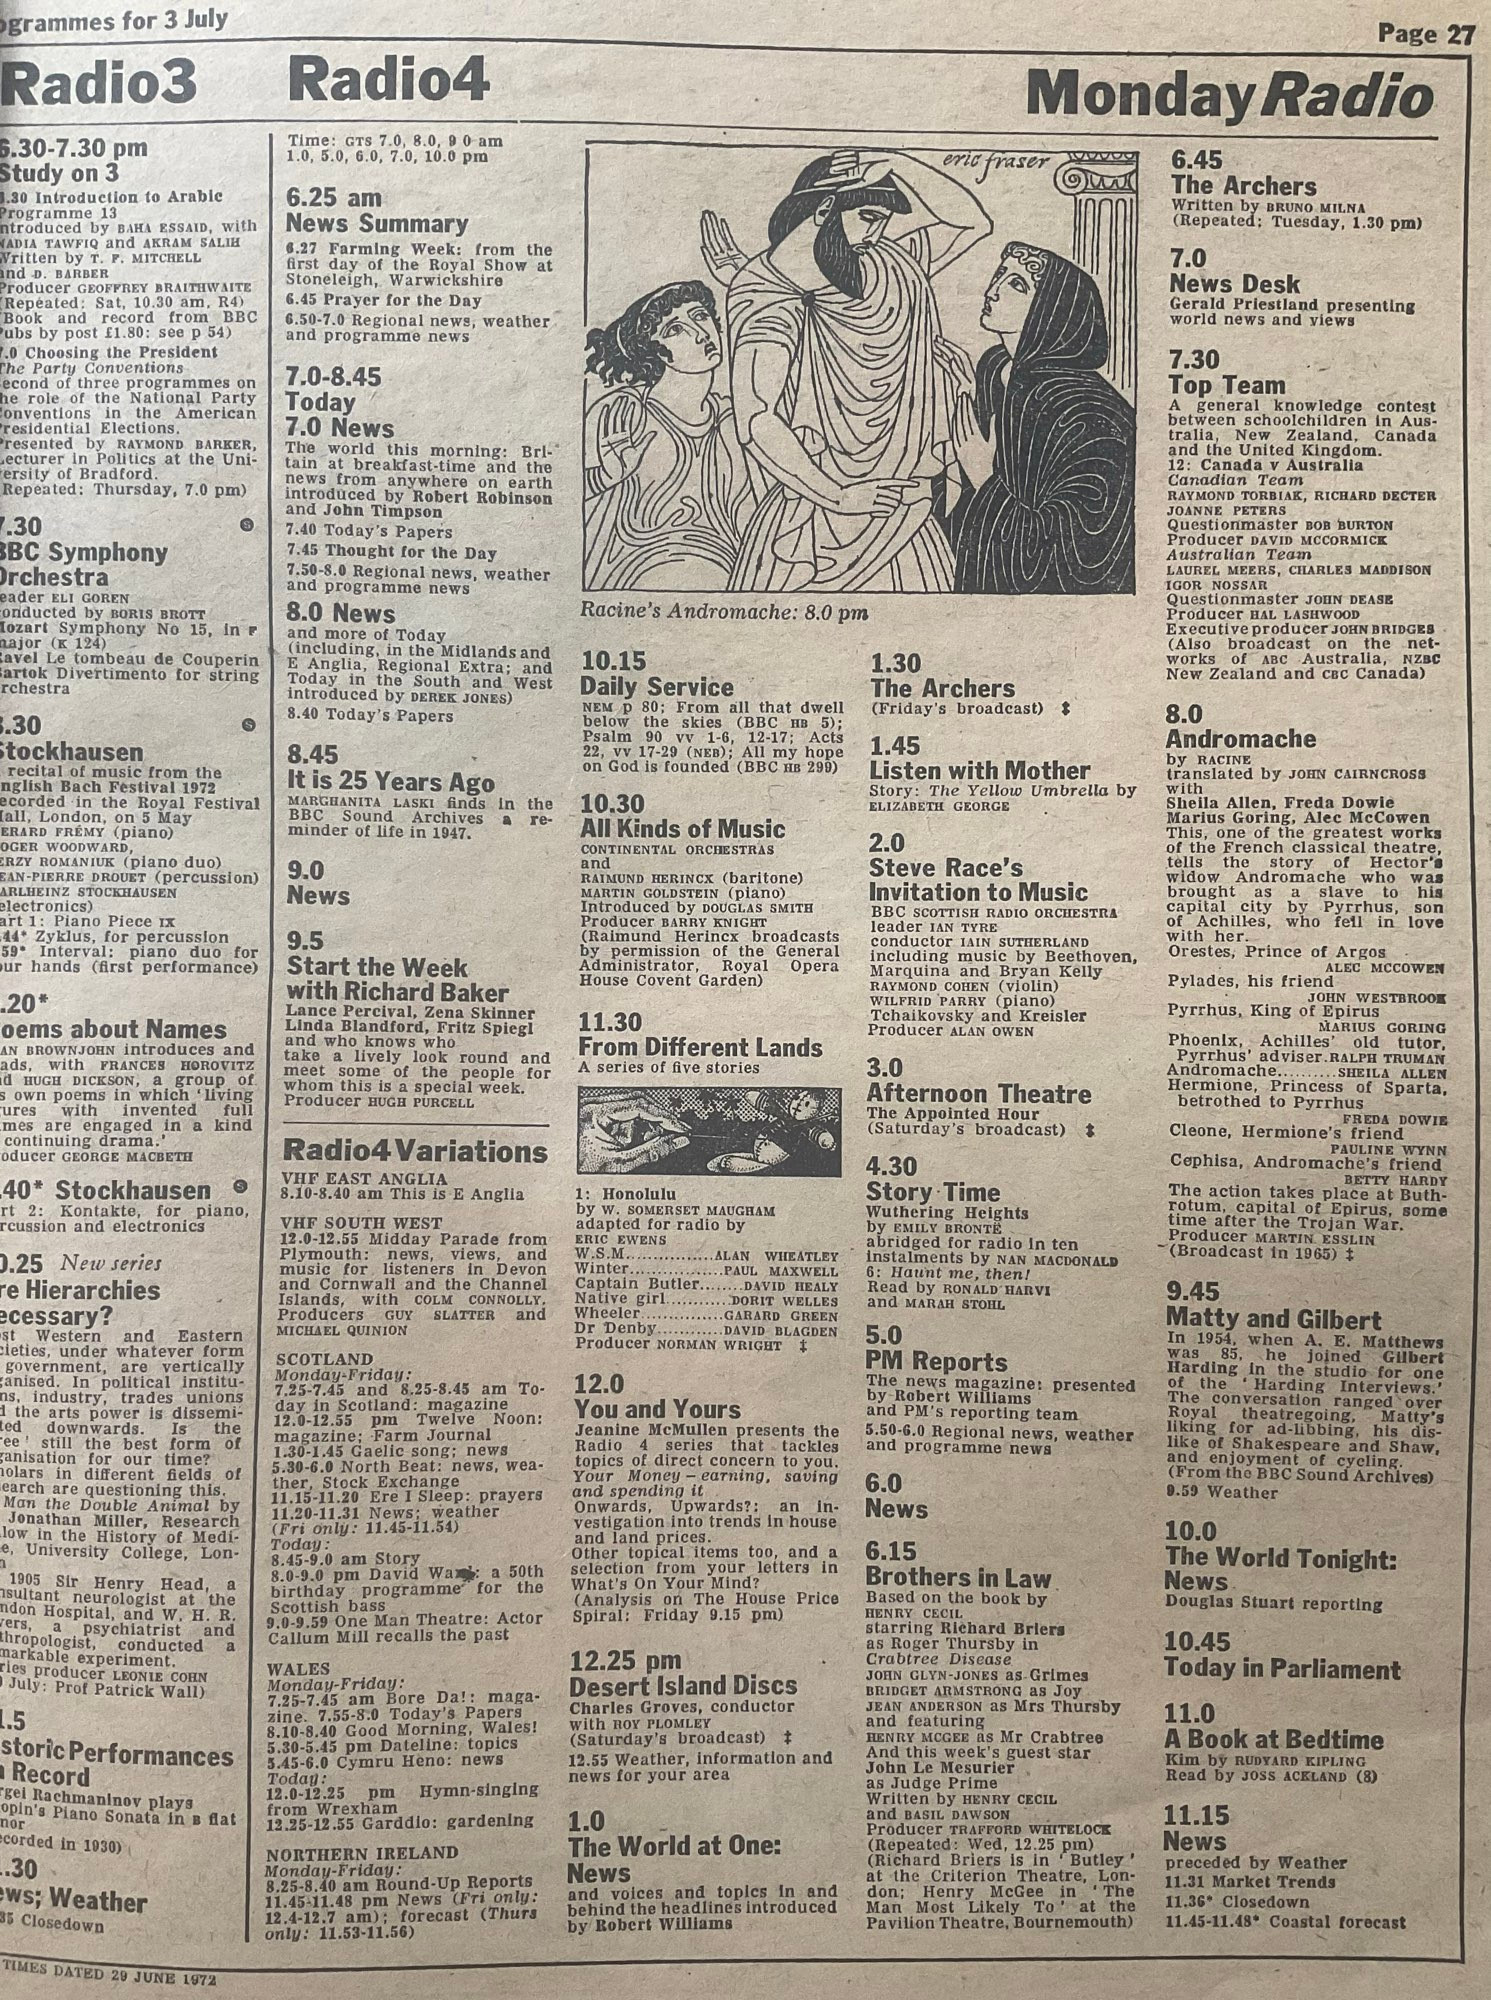 ogrammes for 3 July
Page 27
Radio3
Radio4
Monday Radio
6.30-7.30 pm
Study on 3
.30 Introduction to Arabic
Programme 13
ntroduced by BAHA ESSAID, with
NADIA TAWFIQ and AKRAM SALIH
Written by T. F. MITCHELL
and D. BARBER
Producer GEOFFREY BRAITHWAITE
(Repeated: Sat, 10.30 am, R4)
(Book and record from BBC
Pubs by post £1.80: see p 54)
.0 Choosing the President
The Party Conventions
econd of three programmes on
he role of the National Party
onventions in the American
residential Elections.
Presented by RAYMOND BARKER,
Lecturer in Politics at the Uni-
versity of Bradford.
(Repeated: Thursday, 7.0 pm)
7.30
BBC Symphony
Orchestra
eader ELI GOREN
onducted by BORIS BROTT
Mozart Symphony No 15, in F
major (K 124)
Ravel Le tombeau de Couperin
Bartok Divertimento for string
rchestra
.30
Stockhausen
recital of music from the
nglish Bach Festival 1972
ecorded in the Royal Festival
Hall, London, on 5 May
ERARD FRÉMY (piano)
OGER WOODWARD,
ERZY ROMANIUK (piano duo)
EAN-PIERRE DROUET (percussion)
ARLHEINZ STOCKHAUSEN
electronics)
art 1: Piano Piece IX
.44* Zyklus, for percussion
.59* Interval: piano duo for
our hands (first performance)
.20*
oems about Names
AN BROWNJOHN introduces and
ads, with FRANCES HOROVITZ
d HUGH DICKSON, a group of
s own poems in which 'living
ures with invented full
mes are engaged in a kind
continuing drama.'
oducer GEORGE MACBETH
.40* Stockhausen
rt 2: Kontakte, for piano,
rcussion and electronics
0.25 New series
re Hierarchies
ecessary?
st Western and Eastern
cieties, under whatever form
government, are vertically
ganised. In political institu-
ns, industry, trades unions
d the arts power is dissemi-
ted downwards. Is the
ree' still the best form of
ganisation for our time?
holars in different fields of
search are questioning this.
Man the Double Animal by
Jonathan Miller, Research
low in the History of Medi-
e, University College, Lon-
n
1905 Sir Henry Head, a
nsultant neurologist at the
ndon Hospital, and W. H. R.
vers, a psychiatrist and
thropologist, conducted a
markable experiment.
ries producer LEONIE COHN
July: Prof Patrick Wall)
1.5
storic Performances
n Record
rgei Rachmaninov plays
opin's Piano Sonata in B flat
nor
ecorded in 1930)
.30
ews; Weather
35 Closedown
Time: GTS 7.0, 8.0, 9 0 am
1.0, 5.0, 6.0, 7.0, 10.0 pm
6.25 am
News Summary
6.27 Farming Week: from the
first day of the Royal Show at
Stoneleigh, Warwickshire
6.45 Prayer for the Day
6.50-7.0 Regional news, weather
and programme news
7.0-8.45
Today
7.0 News
The world this morning: Bri-
tain at breakfast-time and the
news from anywhere on earth
introduced by Robert Robinson
and John Timpson
7.40 Today's Papers
7.45 Thought for the Day
7.50-8.0 Regional news, weather
and programme news
8.0 News
and more of Today
(including, in the Midlands and
E Anglia, Regional Extra; and
Today in the South and West
introduced by DEREK JONES)
8.40 Today's Papers
8.45
It is 25 Years Ago
MARGHANITA LASKI finds in the
BBC Sound Archives a re-
minder of life in 1947.
9.0
News
9.5
Start the Week
with Richard Baker
Lance Percival, Zena Skinner
Linda Blandford, Fritz Spiegl
and who knows who
take a lively look round and
meet some of the people for
whom this is a special week.
Producer HUGH PURCELL
Radio4 Variations
VHF EAST ANGLIA
8.10-8.40 am This is E Anglia
VHF SOUTH WEST
12.0-12.55 Midday Parade from
Plymouth: news, views, and
music for listeners in Devon
and Cornwall and the Channel
Islands, with COLM CONNOLLY.
Producers GUY SLATTER and
MICHAEL QUINION
SCOTLAND
Monday-Friday:
7.25-7.45 and 8.25-8.45 am To-
day in Scotland: magazine
12.0-12.55 pm Twelve Noon:
magazine; Farm Journal
1.30-1.45 Gaelic song; news
5.30-6.0 North Beat: news, wea-
ther, Stock Exchange
11.15-11.20 Ere I Sleep: prayers
11.20-11.31 News; weather
(Fri only: 11.45-11.54)
Today:
8.45-9.0 am Story
8.0-9.0 pm David : a 50th
birthday programme for the
Scottish bass
9.0-9.59 One Man Theatre: Actor
Callum Mill recalls the past
WALES
Monday-Friday:
7.25-7.45 am Bore Da!: maga-
zine. 7.55-8.0 Today's Papers
8.10-8.40 Good Morning, Wales!
5.30-5.45 pm Dateline: topics
5.45-6.0 Cymru Heno: news
Today:
12.0-12.25 pm Hymn-singing
from Wrexham
12.25-12.55 Garddio: gardening
NORTHERN IRELAND
Monday-Friday:
8.25-8.40 am Round-Up Reports
11.45-11.48 pm News (Fri only:
12.4-12.7 am); forecast (Thurs
only: 11.53-11.56)
eric fraser
Racine's Andromache: 8.0 pm
10.15
Daily Service
NEM p 80; From all that dwell
below the skies (BBC HB 5);
Psalm 90 vv 1-6, 12-17; Acts
22, vv 17-29 (NEB); All my hope
on God is founded (BBC HB 299)
10.30
All Kinds of Music
CONTINENTAL ORCHESTRAS
and
RAIMUND HERINCX (baritone)
MARTIN GOLDSTEIN (piano)
Introduced by DOUGLAS SMITH
Producer BARRY KNIGHT
(Raimund Herincx broadcasts
by permission of the General
Administrator, Royal Opera
House Covent Garden)
11.30
From Different Lands
A series of five stories
1: Honolulu
by W. SOMERSET MAUGHAM
adapted for radio by
ERIC EWENS
W.S.M...............ALAN WHEATLEY
Winter...............PAUL MAXWELL
Captain Butler........DAVID HEALY
Native girl...........DORIT WELLES
Wheeler..............GARARD GREEN
Dr Denby...........DAVID BLAGDEN
Producer NORMAN WRIGHT ‡
12.0
You and Yours
Jeanine McMullen presents the
Radio 4 series that tackles
topics of direct concern to you.
Your Money – earning, saving
and spending it
Onwards, Upwards?: an in-
vestigation into trends in house
and land prices.
Other topical items too, and a
selection from your letters in
What's On Your Mind?
(Analysis on The House Price
Spiral: Friday 9.15 pm)
12.25 pm
Desert Island Discs
Charles Groves, conductor
with ROY PLOMLEY
(Saturday's broadcast) ‡
12.55 Weather, information and
news for your area
1.0
The World at One:
News
and voices and topics in and
behind the headlines introduced
by Robert Williams
1.30
The Archers
(Friday's broadcast) ‡
1.45
Listen with Mother
Story: The Yellow Umbrella by
ELIZABETH GEORGE
2.0
Steve Race's
Invitation to Music
BBC SCOTTISH RADIO ORCHESTRA
leader IAN TYRE
conductor IAIN SUTHERLAND
including music by Beethoven,
Marquina and Bryan Kelly
RAYMOND COHEN (violin)
WILFRID PARRY (piano)
Tchaikovsky and Kreisler
Producer ALAN OWEN
3.0
Afternoon Theatre
The Appointed Hour
(Saturday's broadcast) ‡
4.30
Story Time
Wuthering Heights
by EMILY BRONTË
abridged for radio in ten
instalments by NAN MACDONALD
6: Haunt me, then!
Read by RONALD HARVI
and MARAH STOHL
5.0
PM Reports
The news magazine: presented
by Robert Williams
and PM's reporting team
5.50-6.0 Regional news, weather
and programme news
6.0
News
6.15
Brothers in Law
Based on the book by
HENRY CECIL
starring Richard Briers
as Roger Thursby in
Crabtree Disease
JOHN GLYN-JONES as Grimes
BRIDGET ARMSTRONG as Joy
JEAN ANDERSON as Mrs Thursby
and featuring
HENRY MCGEE as Mr Crabtree
And this week's guest star
John Le Mesurier
as Judge Prime
Written by HENRY CECIL
and BASIL DAWSON
Producer TRAFFORD WHITELOCK
(Repeated: Wed, 12.25 pm)
(Richard Briers is in 'Butley'
at the Criterion Theatre, Lon-
don; Henry McGee in 'The
Man Most Likely To' at the
Pavilion Theatre, Bournemouth)
6.45
The Archers
Written by BRUNO MILNA
(Repeated: Tuesday, 1.30 pm)
7.0
News Desk
Gerald Priestland presenting
world news and views
7.30
Top Team
A general knowledge contest
between schoolchildren in Aus-
tralia, New Zealand, Canada
and the United Kingdom.
12: Canada v Australia
Canadian Team
RAYMOND TORBIAK, RICHARD DECTER
JOANNE PETERS
Questionmaster BOB BURTON
Producer DAVID MCCORMICK
Australian Team
LAUREL MEERS, CHARLES MADDISON
IGOR NOSSAR
Questionmaster JOHN DEASE
Producer HAL LASHWOOD
Executive producer JOHN BRIDGES
(Also broadcast on the net-
works of ABC Australia, NZBC
New Zealand and CBC Canada)
8.0
Andromache
by RACINE
translated by JOHN CAIRNCROSS
with
Sheila Allen, Freda Dowie
Marius Goring, Alec McCowen
This, one of the greatest works
of the French classical theatre,
tells the story of Hector's
widow Andromache who was
brought as a slave to his
capital city by Pyrrhus, son
of Achilles, who fell in love
with her.
Orestes, Prince of Argos
ALEC MCCOWEN
Pylades, his friend
JOHN WESTBROOK
Pyrrhus, King of Epirus
MARIUS GORING
Phoenix, Achilles' old tutor,
Pyrrhus' adviser.RALPH TRUMAN
Andromache.........SHEILA ALLEN
Hermione, Princess of Sparta,
betrothed to Pyrrhus
FREDA DOWIE
Cleone, Hermione's friend
PAULINE WYNN
Cephisa, Andromache's friend
BETTY HARDY
The action takes place at Buth-
rotum, capital of Epirus, some
time after the Trojan War.
Producer MARTIN ESSLIN
(Broadcast in 1965) ‡
9.45
Matty and Gilbert
In 1954, when A. E. Matthews
was 85, he joined Gilbert
Harding in the studio for one
of the 'Harding Interviews.'
The conversation ranged over
Royal theatregoing, Matty's
liking for ad-libbing, his dis-
like of Shakespeare and Shaw,
and enjoyment of cycling.
(From the BBC Sound Archives)
9.59 Weather
10.0
The World Tonight:
News
Douglas Stuart reporting
10.45
Today in Parliament
11.0
A Book at Bedtime
Kim by RUDYARD KIPLING
Read by JOSS ACKLAND (8)
11.15
News
preceded by Weather
11.31 Market Trends
11.36* Closedown
11.45-11.48* Coastal forecast
TIMES DATED 29 JUNE 1972